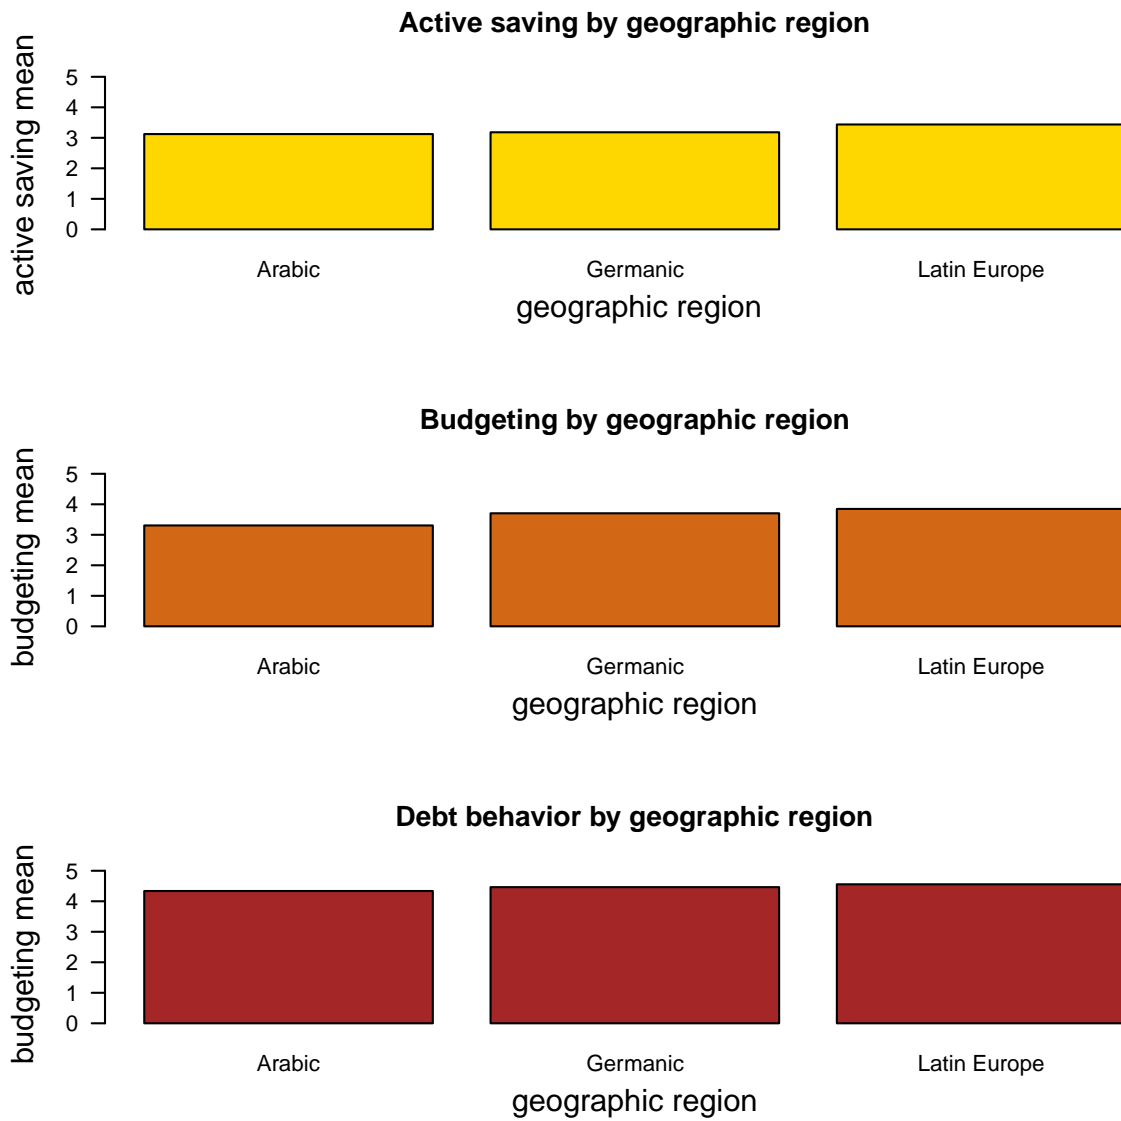 Active saving by geographic region
active saving mean
5
4
3
2
1
0
Arabic Germanic Latin Europe
geographic region
Budgeting by geographic region
budgeting mean
5
4
3
2
1
0
Arabic Germanic Latin Europe
geographic region
Debt behavior by geographic region
budgeting mean
5
4
3
2
1
0
Arabic Germanic Latin Europe
geographic region